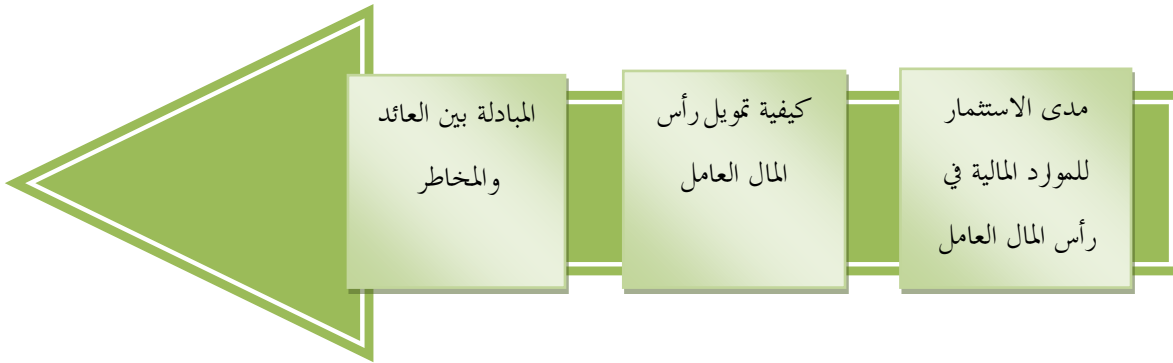 مدى الاستثمار
للموارد المالية في
رأس المال العامل
كيفية تمويل رأس
المال العامل
المبادلة بين العائد
والمخاطر